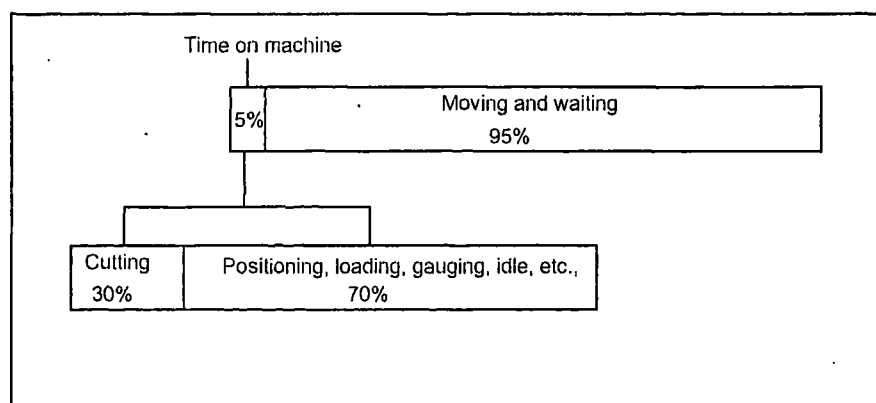 Time on machine
5%
Moving and waiting
95%
Cutting
30%
Positioning, loading, gauging, idle, etc.,
70%